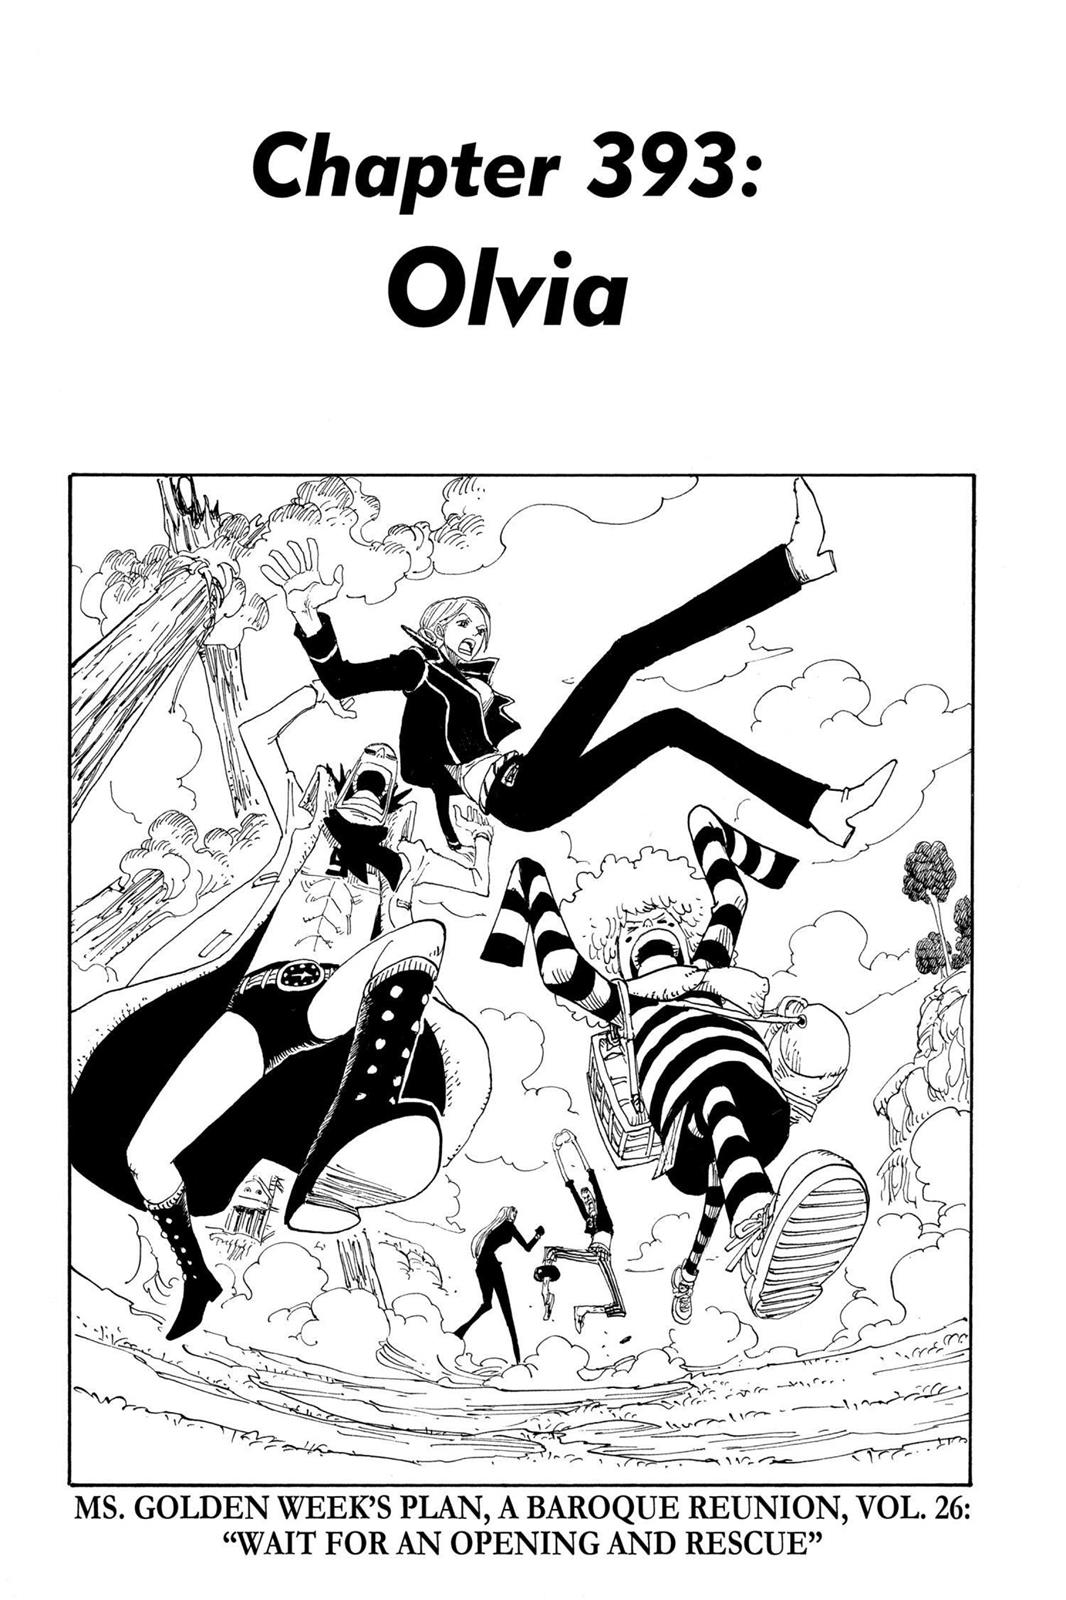 Chapter 393:
Olvia
MS. GOLDEN WEEK'S PLAN, A BAROQUE REUNION, VOL. 26:
“WAIT FOR AN OPENING AND RESCUE”